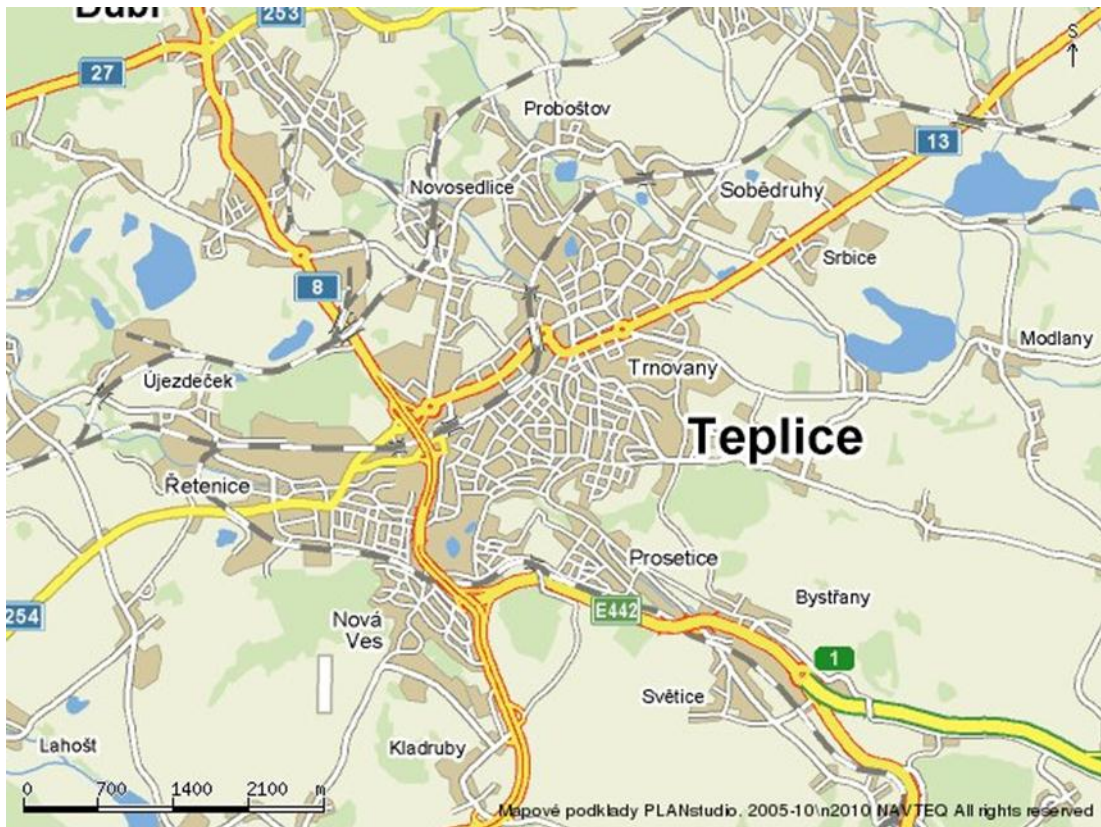 Dubí
253
S
27
Proboštov
13
Novosedlice
Sobědruhy
Srbice
8
Modlany
Trnovany
Újezdeček
Teplice
Řetenice
Prosetice
Bystřany
E442
254
Nová
Ves
1
Světice
Lahošt
Kladruby
0 700 1400 2100 m
Mapové podklady PLANstudio. 2005-10\n2010 NAVTEQ All rights reserved